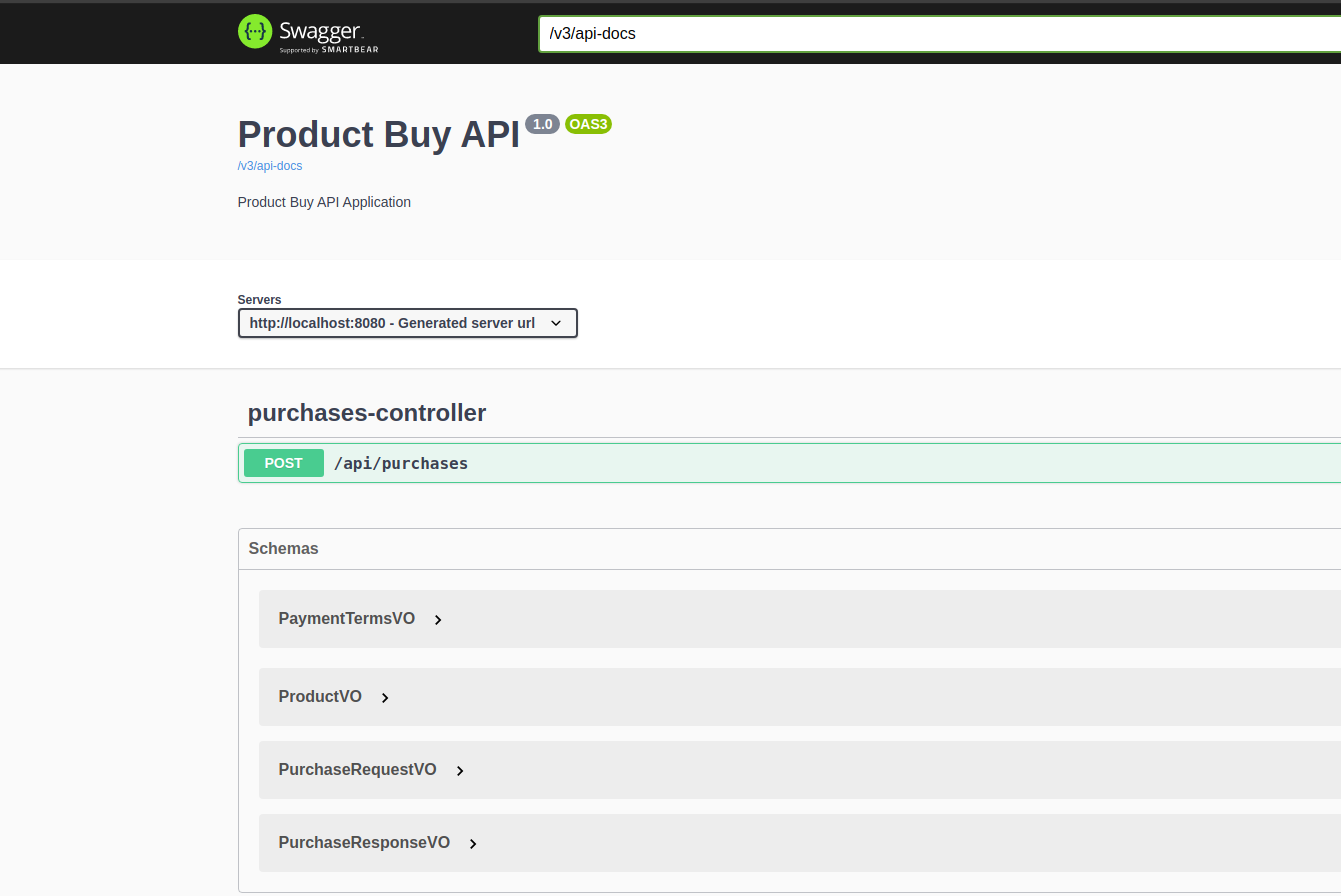 {...} Swagger
Supported by SMARTBEAR
/v3/api-docs
Product Buy API 1.0 OAS3
/v3/api-docs
Product Buy API Application
Servers
http://localhost:8080 - Generated server url
purchases-controller
POST /api/purchases
Schemas
PaymentTermsVO
ProductVO
PurchaseRequestVO
PurchaseResponseVO